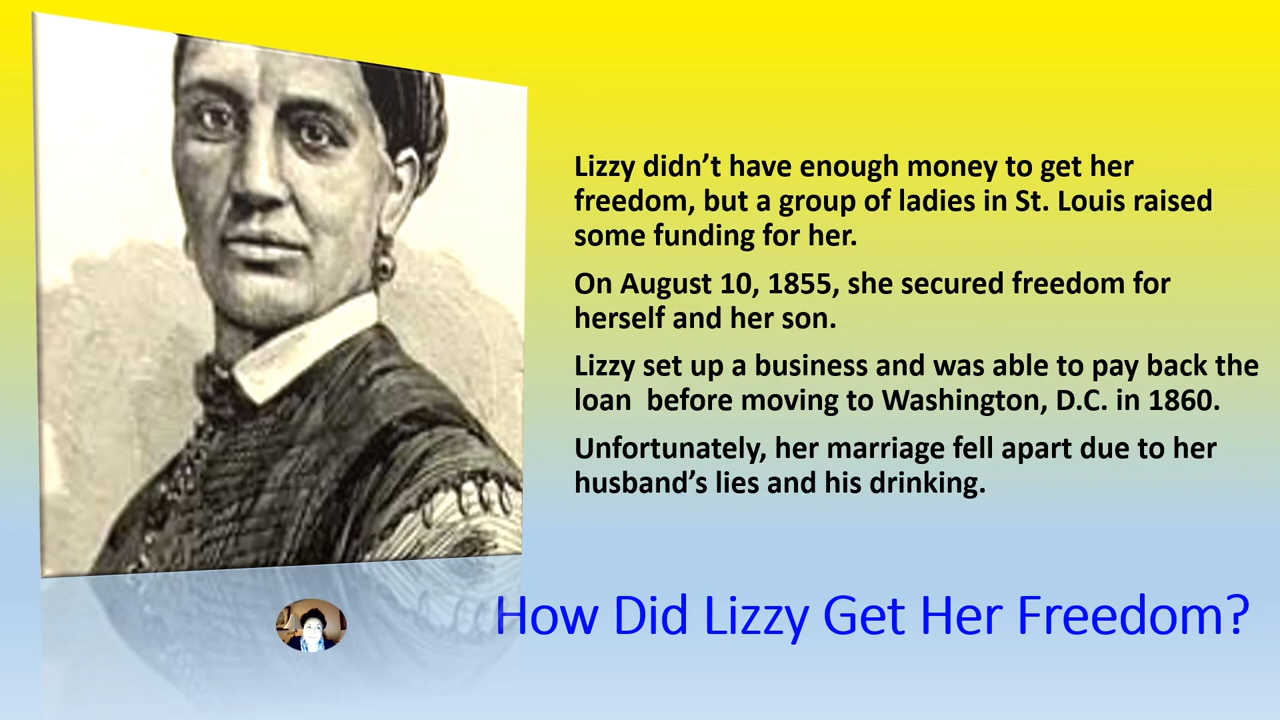 Lizzy didn’t have enough money to get her
freedom, but a group of ladies in St. Louis raised
some funding for her.
On August 10, 1855, she secured freedom for
herself and her son.
Lizzy set up a business and was able to pay back the
loan  before moving to Washington, D.C. in 1860.
Unfortunately, her marriage fell apart due to her
husband’s lies and his drinking.
How Did Lizzy Get Her Freedom?